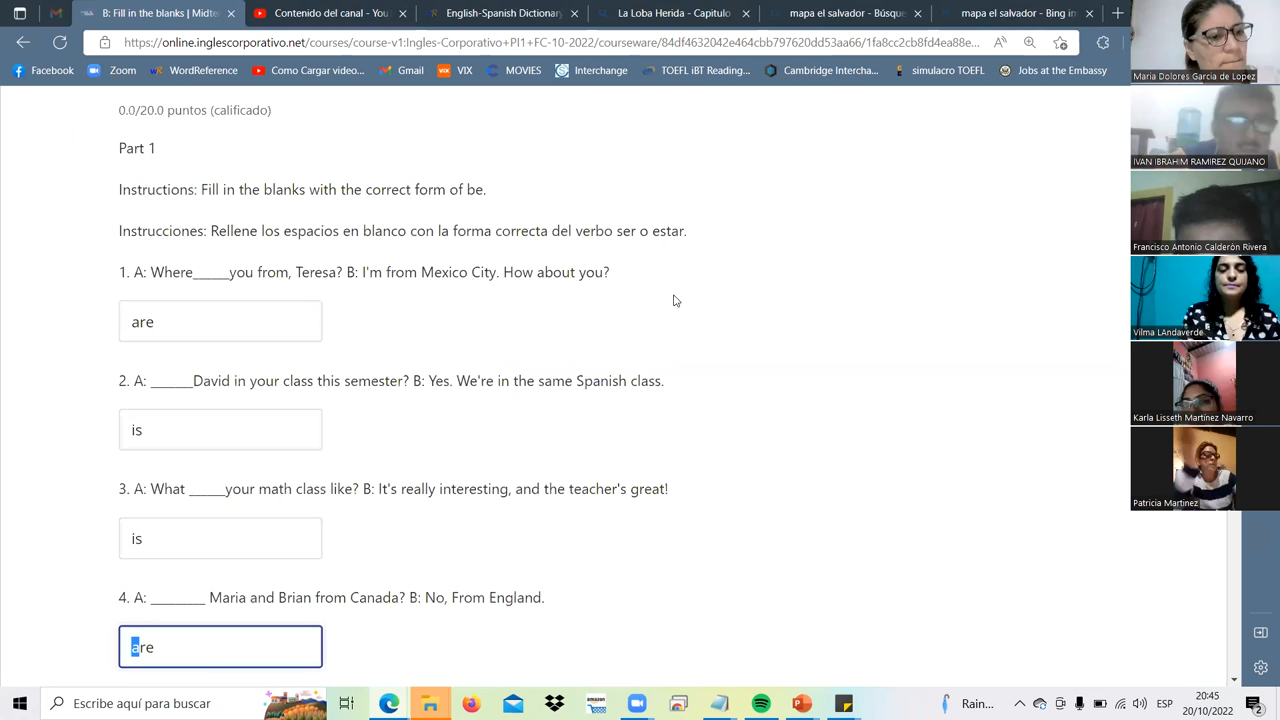 B: Fill in the blanks | Midte
Contenido del canal - You
English-Spanish Dictionary
La Loba Herida - Capitulo
mapa el salvador - Búsque
mapa el salvador - Bing im
https://online.inglescorporativo.net/courses/course-v1:Ingles-Corporativo+PI1+FC-10-2022/courseware/84df4632042e464cbb797620dd53aa66/1fa8cc2cb8fd4ea88e...
Facebook
Zoom
WordReference
Como Cargar video...
Gmail
VIX
MOVIES
Interchange
TOEFL iBT Reading...
Cambridge Intercha...
simulacro TOEFL
Jobs at the Embassy
0.0/20.0 puntos (calificado)
Part 1
Instructions: Fill in the blanks with the correct form of be.
Instrucciones: Rellene los espacios en blanco con la forma correcta del verbo ser o estar.
1. A: Where______you from, Teresa? B: I'm from Mexico City. How about you?
are
2. A: _______David in your class this semester? B: Yes. We're in the same Spanish class.
is
3. A: What ______your math class like? B: It's really interesting, and the teacher's great!
is
4. A: _________ Maria and Brian from Canada? B: No, From England.
are
Maria Dolores Garcia de Lopez
IVAN IBRAHIM RAMIREZ QUIJANO
Francisco Antonio Calderón Rivera
Vilma LAndaverde
Karla Lisseth Martínez Navarro
Patricia Martinez
Escribe aquí para buscar
amazon
Rain...
ESP
20:45
20/10/2022
2